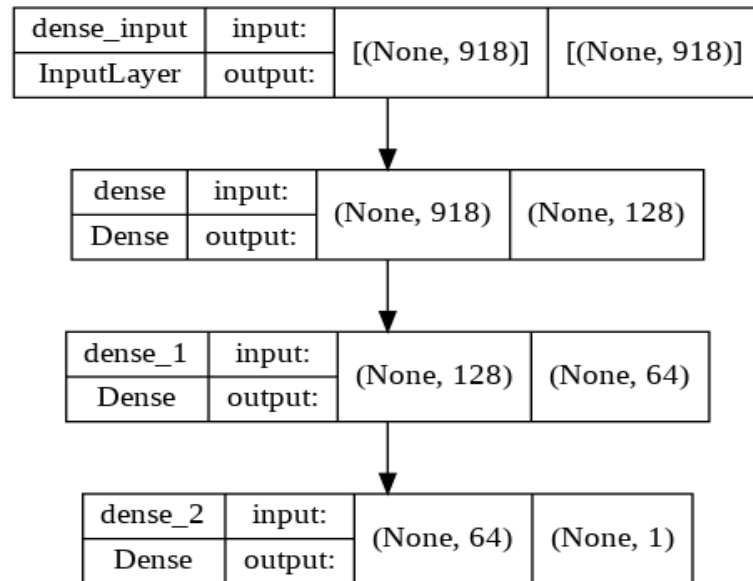 dense_input input: [(None, 918)] [(None, 918)]
InputLayer output:
dense input: (None, 918) (None, 128)
Dense output:
dense_1 input: (None, 128) (None, 64)
Dense output:
dense_2 input: (None, 64) (None, 1)
Dense output: